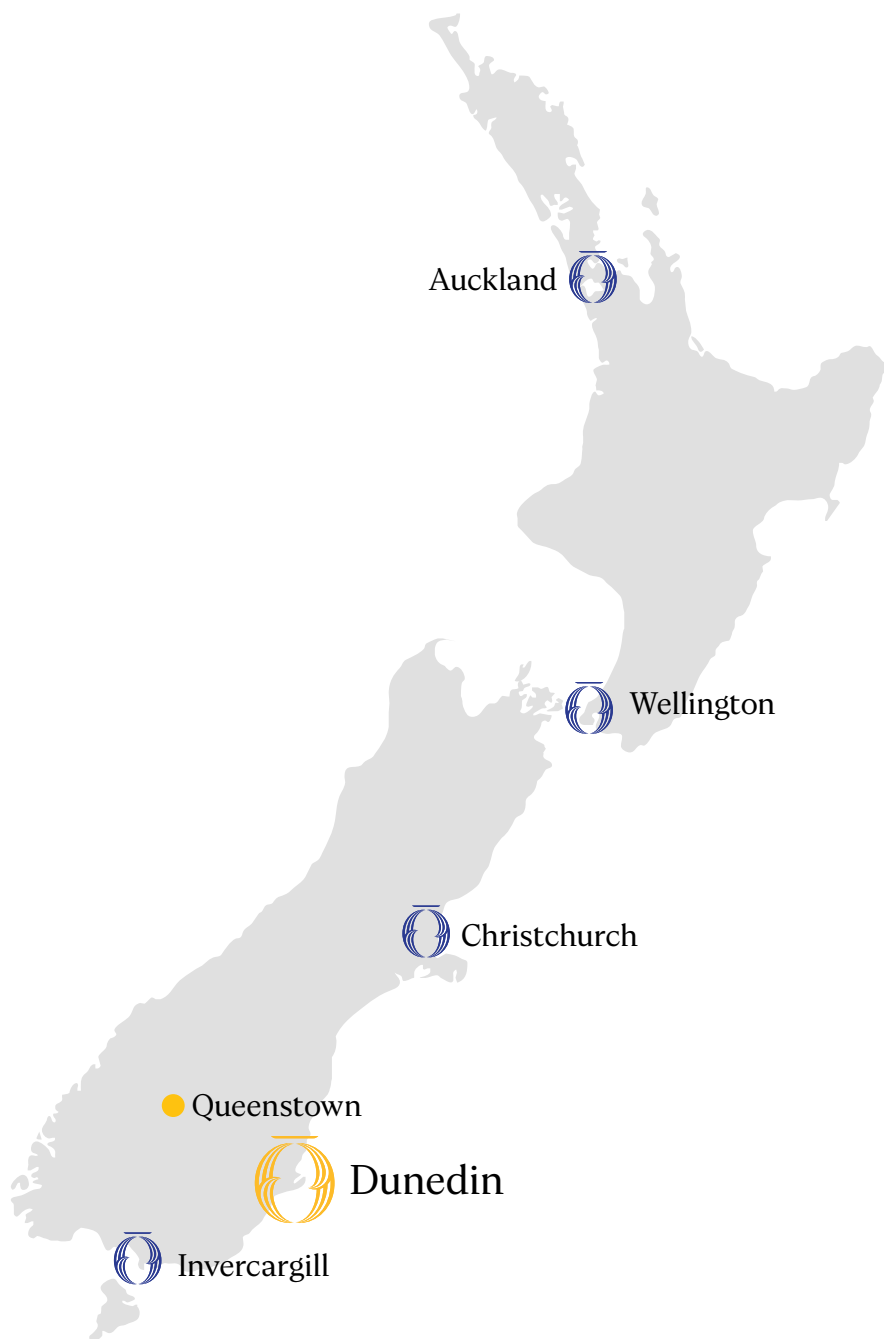 Auckland
Wellington
Christchurch
Queenstown
Dunedin
Invercargill